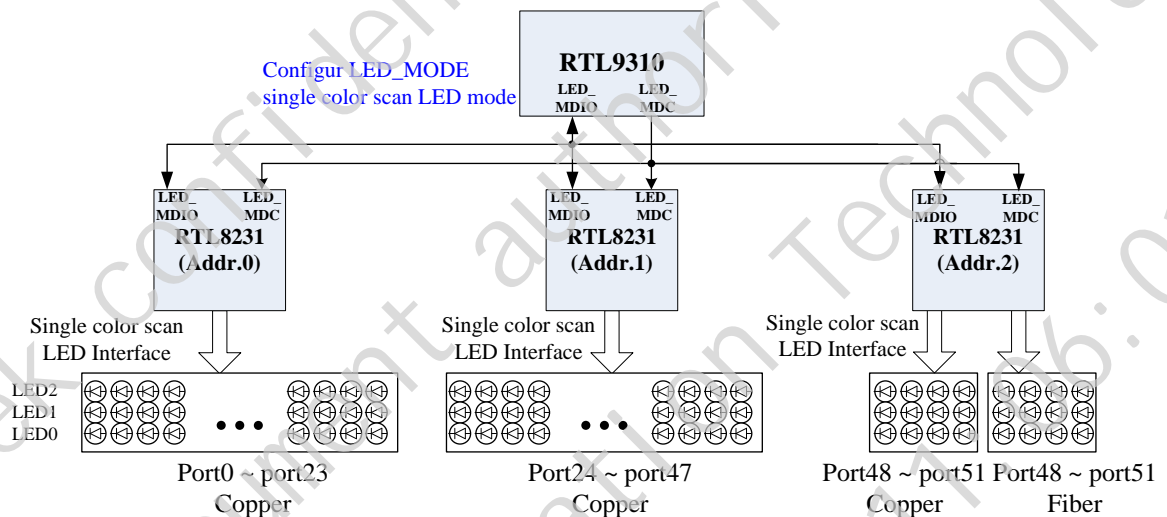 RTL9310
Configur LED_MODE
single color scan LED mode
LED_ LED_
MDIO MDC
LED_ LED_
MDIO MDC
RTL8231
(Addr.0)
LED_ LED_
MDIO MDC
RTL8231
(Addr.1)
LED_ LED_
MDIO MDC
RTL8231
(Addr.2)
Single color scan
LED Interface
Single color scan
LED Interface
Single color scan
LED Interface
LED2
LED1
LED0
Port0 ~ port23
Copper
Port24 ~ port47
Copper
Port48 ~ port51
Copper
Port48 ~ port51
Fiber